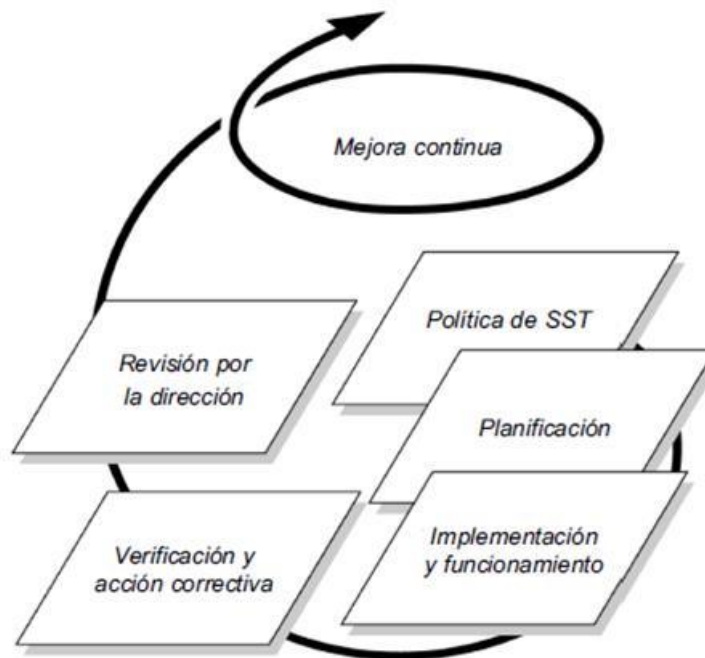 Mejora continua
Política de SST
Planificación
Implementación
y funcionamiento
Verificación y
acción correctiva
Revisión por
la dirección